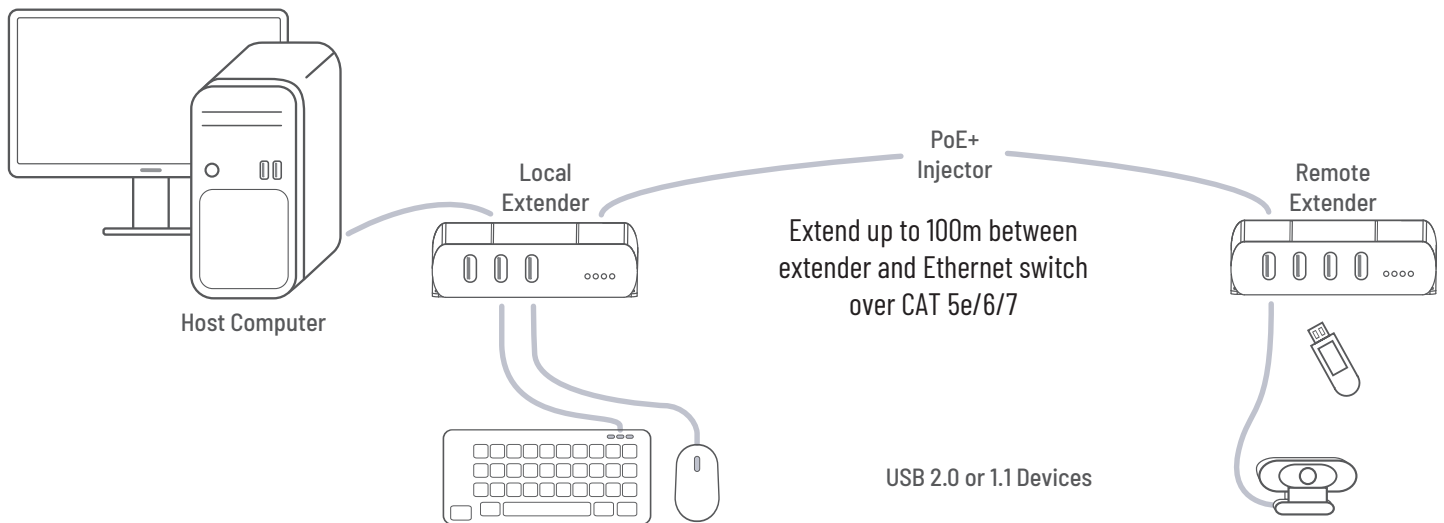 PoE+
Injector
Local
Extender
Remote
Extender
Extend up to 100m between
extender and Ethernet switch
over CAT 5e/6/7
Host Computer
USB 2.0 or 1.1 Devices